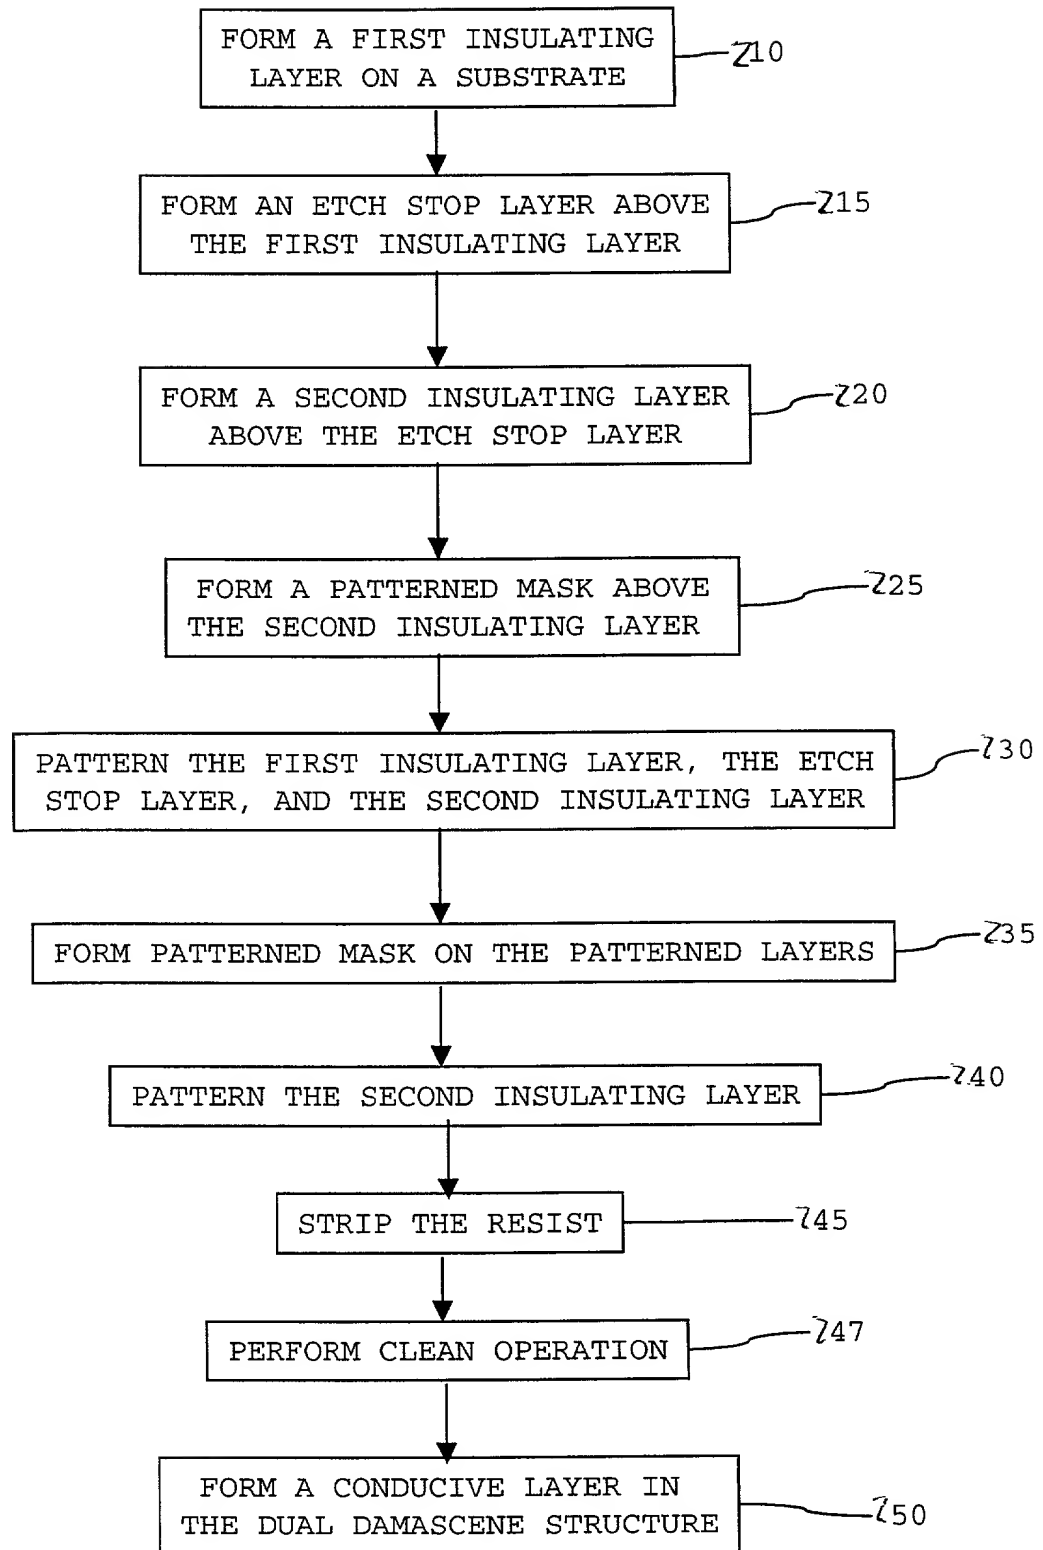 FORM A FIRST INSULATING
LAYER ON A SUBSTRATE
210
FORM AN ETCH STOP LAYER ABOVE
THE FIRST INSULATING LAYER
215
FORM A SECOND INSULATING LAYER
ABOVE THE ETCH STOP LAYER
220
FORM A PATTERNED MASK ABOVE
THE SECOND INSULATING LAYER
225
PATTERN THE FIRST INSULATING LAYER, THE ETCH
STOP LAYER, AND THE SECOND INSULATING LAYER
230
FORM PATTERNED MASK ON THE PATTERNED LAYERS
235
PATTERN THE SECOND INSULATING LAYER
240
STRIP THE RESIST
245
PERFORM CLEAN OPERATION
247
FORM A CONDUCIVE LAYER IN
THE DUAL DAMASCENE STRUCTURE
250